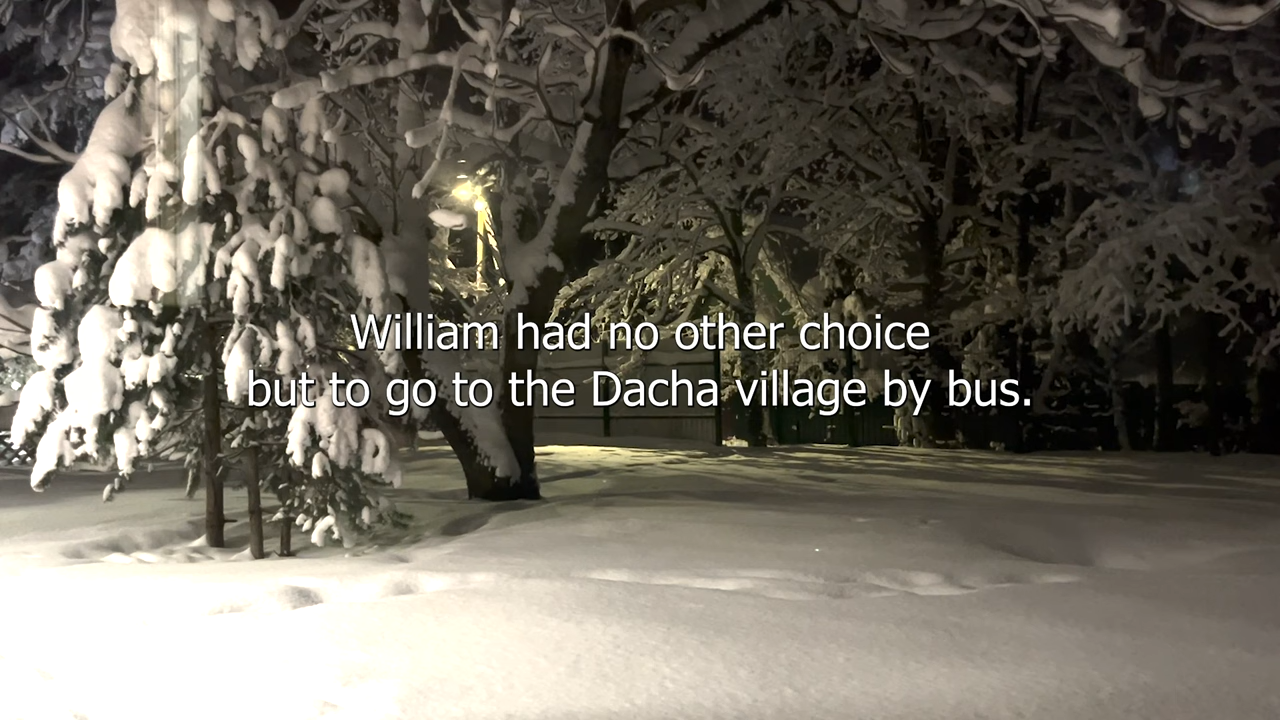 William had no other choice
but to go to the Dacha village by bus.